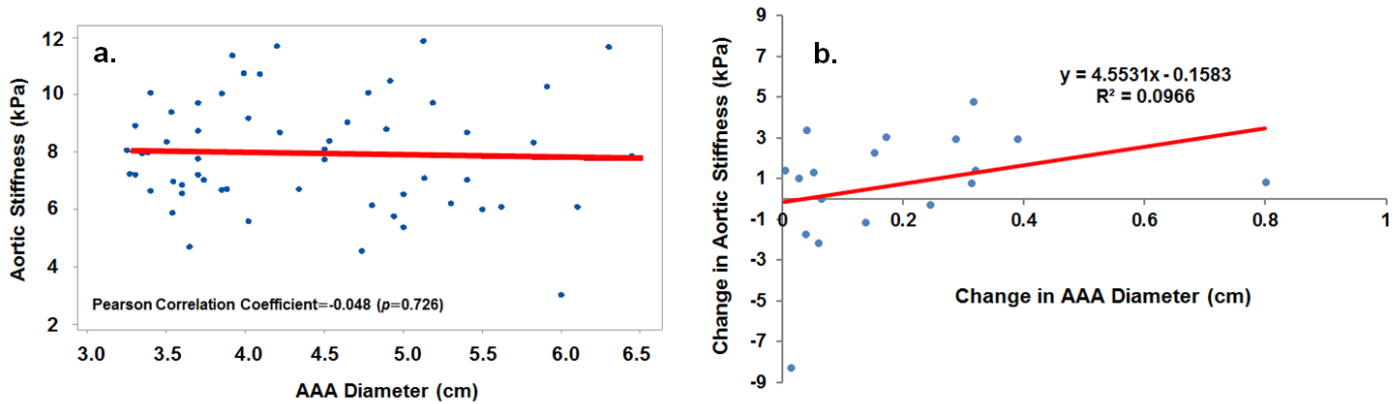 a.
Aortic Stiffness (kPa)
12
10
8
6
4
2
Pearson Correlation Coefficient=-0.048 (p=0.726)
3.0 3.5 4.0 4.5 5.0 5.5 6.0 6.5
AAA Diameter (cm)
b.
Change in Aortic Stiffness (kPa)
9
7
5
3
1
-1
-3
-5
-7
-9
y = 4.5531x - 0.1583
R² = 0.0966
0 0.2 0.4 0.6 0.8 1
Change in AAA Diameter (cm)